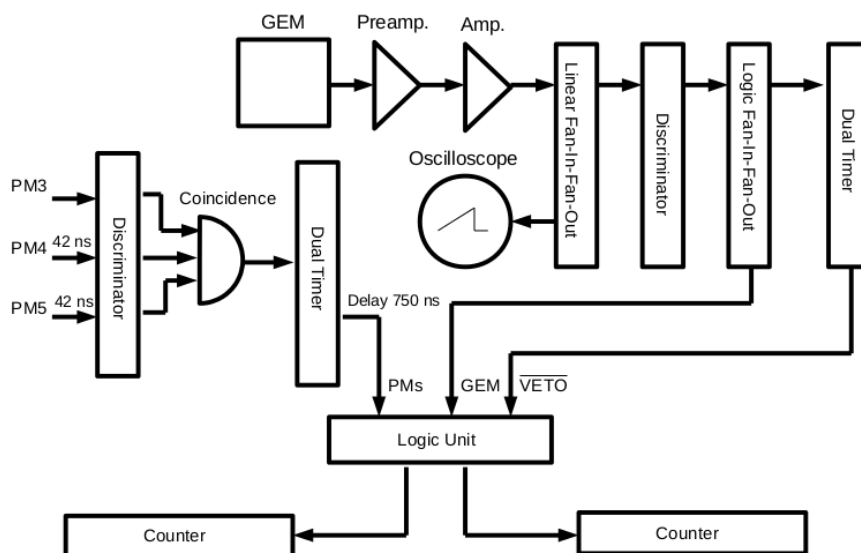 GEM
Preamp.
Amp.
Linear Fan-In-Fan-Out
Discriminator
Logic Fan-In-Fan-Out
Dual Timer
Oscilloscope
PM3
PM4
42 ns
PM5
42 ns
Discriminator
Coincidence
Dual Timer
Delay 750 ns
PMs
GEM
VETO
Logic Unit
Counter
Counter